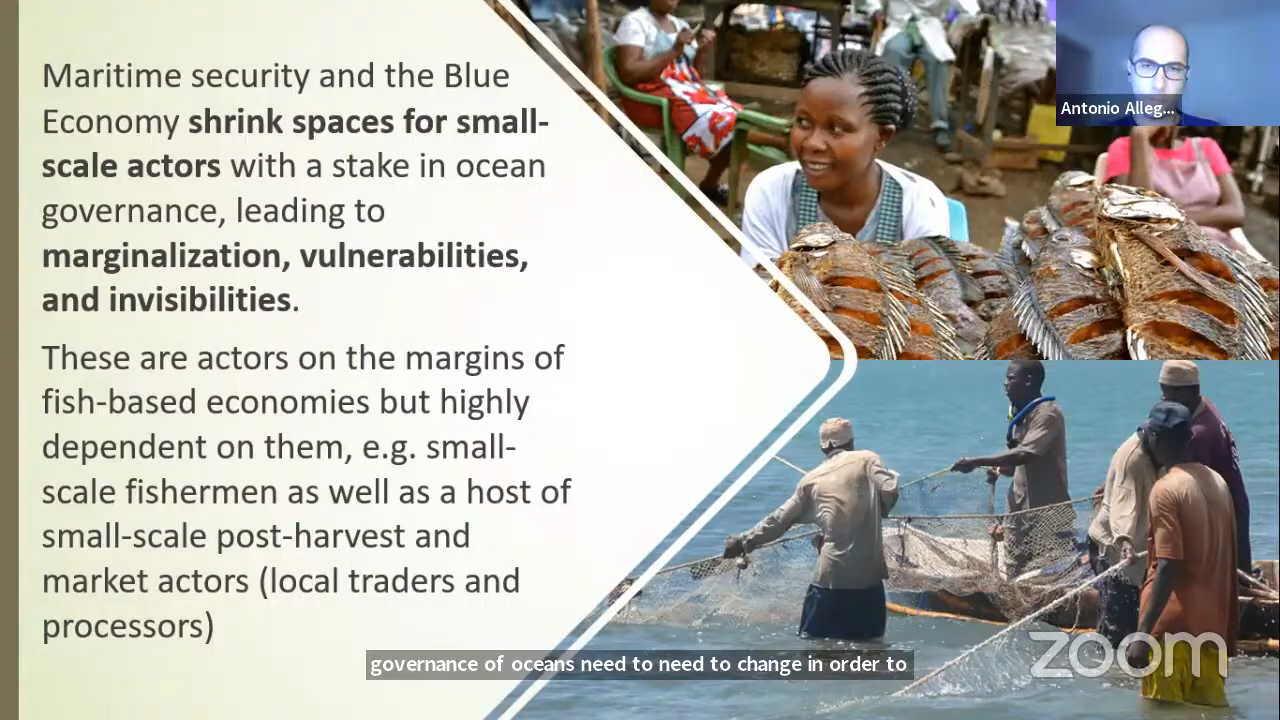 Maritime security and the Blue
Economy shrink spaces for small-
scale actors with a stake in ocean
governance, leading to
marginalization, vulnerabilities,
and invisibilities.
These are actors on the margins of
fish-based economies but highly
dependent on them, e.g. small-
scale fishermen as well as a host of
small-scale post-harvest and
market actors (local traders and
processors)
Antonio Alleg...
governance of oceans need to need to change in order to
zoom